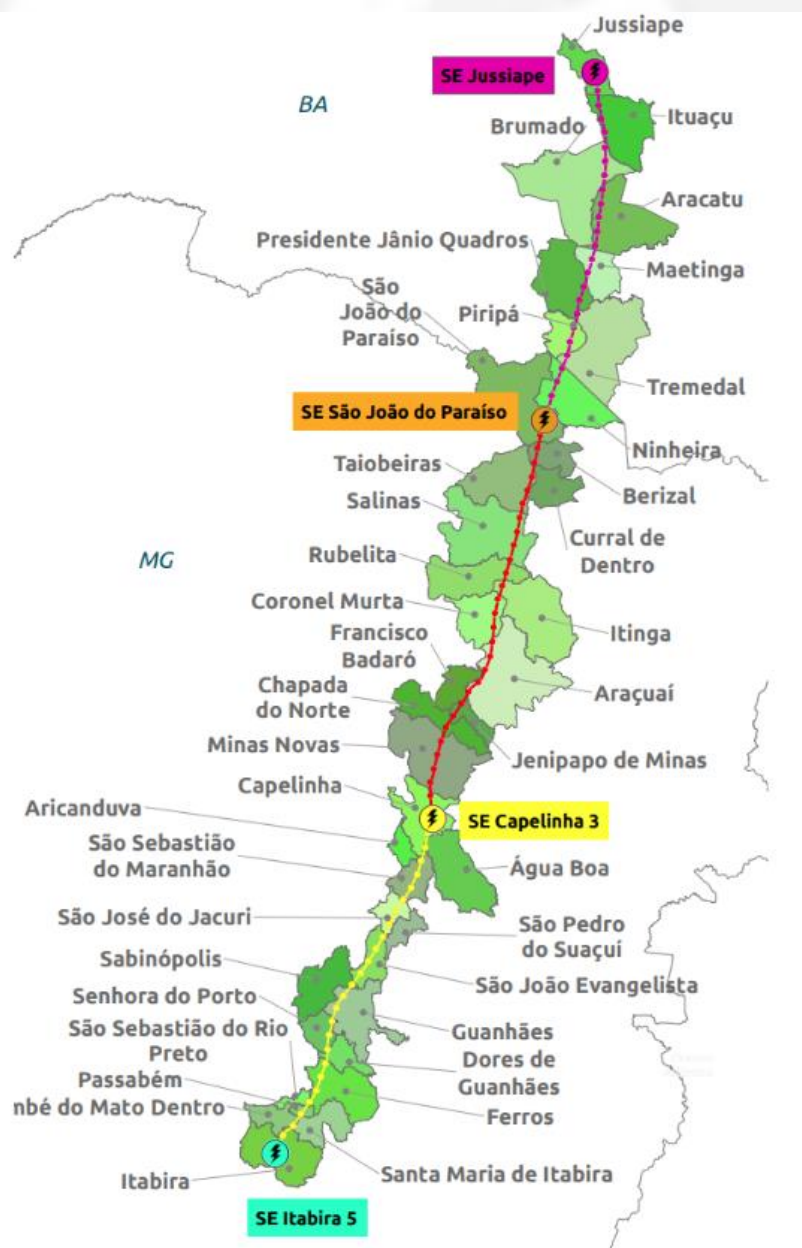 Jussiape
SE Jussiape
BA
Ituaçu
Brumado
Aracatu
Presidente Jânio Quadros
Maetinga
São
João do
Paraíso
Piripá
Tremedal
SE São João do Paraíso
Ninheira
Taiobeiras
Berizal
Salinas
Curral de
Dentro
Rubelita
MG
Coronel Murta
Itinga
Francisco
Badaró
Araçuaí
Chapada
do Norte
Minas Novas
Jenipapo de Minas
Capelinha
Aricanduva
SE Capelinha 3
São Sebastião
do Maranhão
Água Boa
São José do Jacuri
São Pedro
do Suaçuí
Sabinópolis
São João Evangelista
Senhora do Porto
Guanhães
São Sebastião do Rio
Preto
Dores de
Guanhães
Passabém
nbé do Mato Dentro
Ferros
Santa Maria de Itabira
Itabira
SE Itabira 5